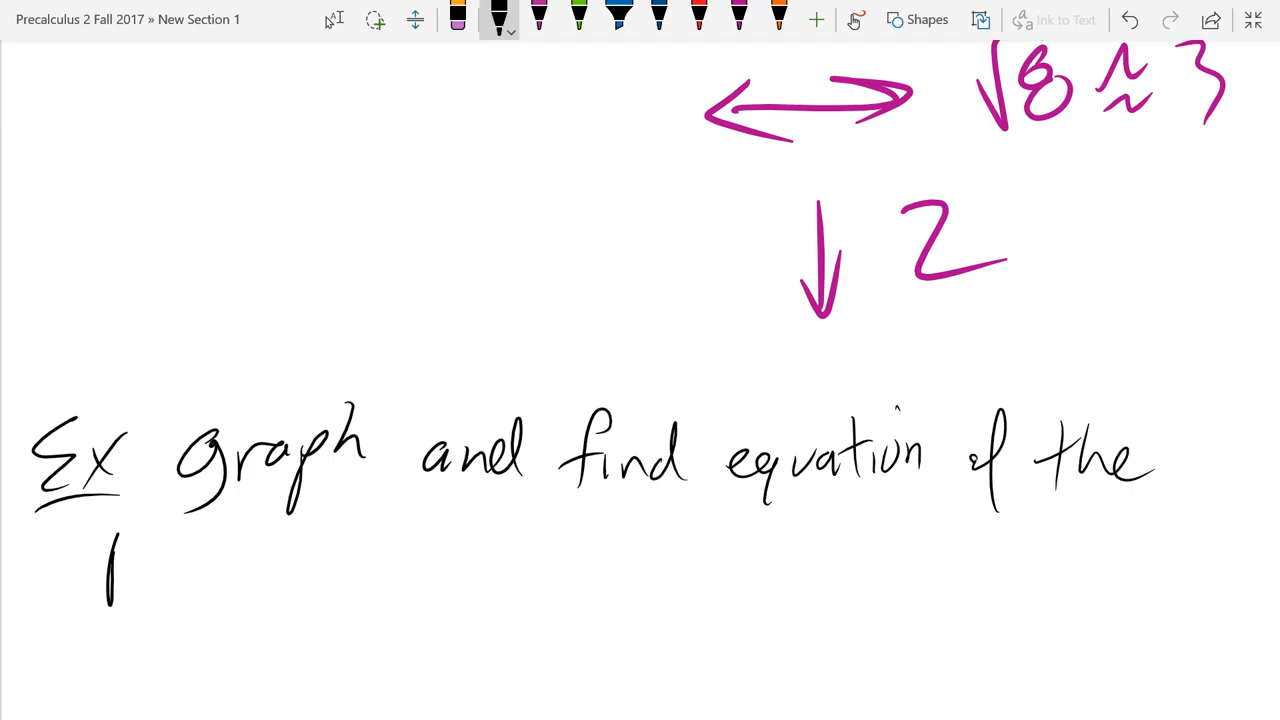 Precalculus 2 Fall 2017 » New Section 1
Shapes
Ink to Text
√8 ≈ 3
2
Ex graph and find equation of the